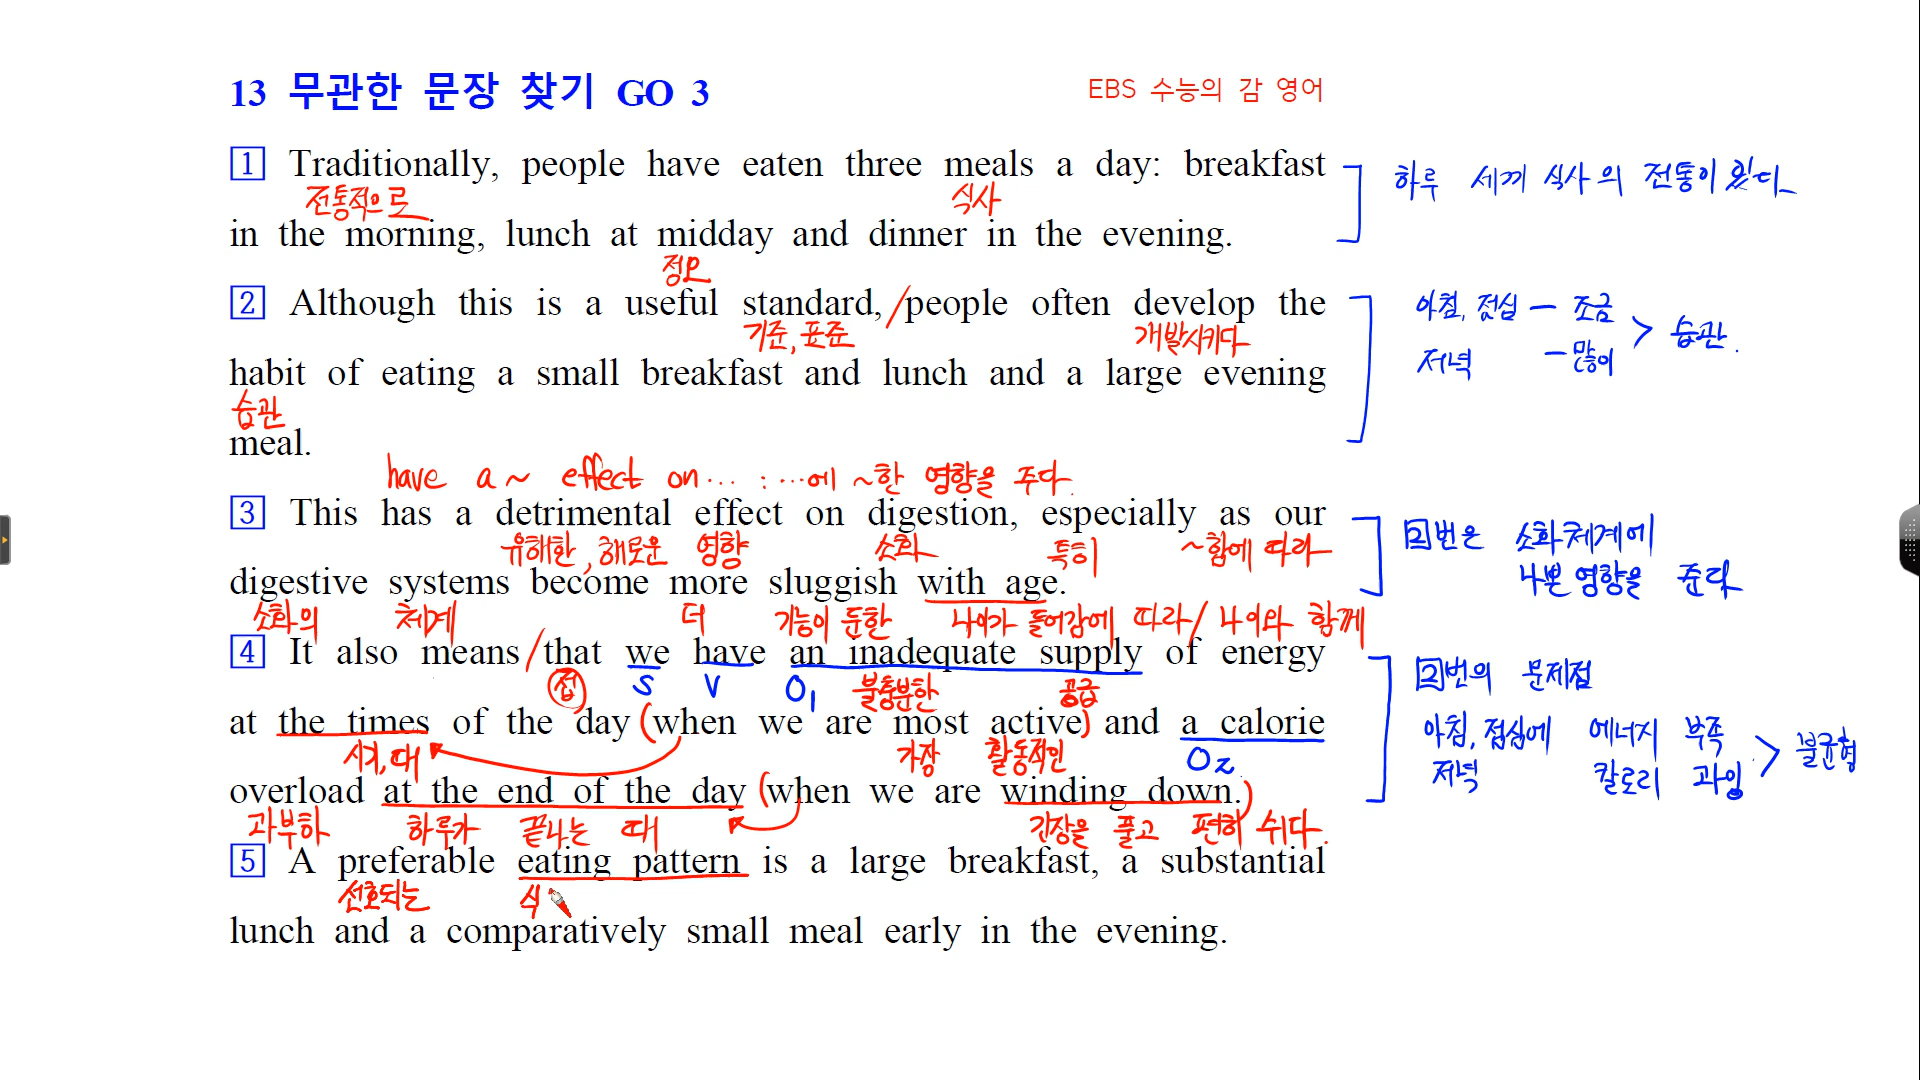 13 무관한 문장 찾기 GO 3
EBS 수능의 감 영어
1 Traditionally, people have eaten three meals a day: breakfast
하루 세끼 식사의 전통이 있다
전통적으로 식사
in the morning, lunch at midday and dinner in the evening.
정오
2 Although this is a useful standard, / people often develop the
아침, 점심 - 조금
저녁 - 많이 > 습관.
기준, 표준 개발시키다
habit of eating a small breakfast and lunch and a large evening
습관
meal.
have a ~ effect on … : …에 ~한 영향을 주다.
3 This has a detrimental effect on digestion, especially as our
2번은 소화체계에
나쁜 영향을 준다
유해한, 해로운 영향 소화 특히 ~함에 따라
digestive systems become more sluggish with age.
소화의 체계 더 기능이 둔한 나이가 들어감에 따라 / 나이와 함께
4 It also means / that we have an inadequate supply of energy
2번의 문제점
접 S V O1 불충분한 공급
at the times of the day (when we are most active) and a calorie
아침, 점심에 에너지 부족
저녁 칼로리 과잉 > 불균형
시기, 때 가장 활동적인 O2
overload at the end of the day (when we are winding down.)
과부하 하루가 끝나는 때 긴장을 풀고 편히 쉬다.
5 A preferable eating pattern is a large breakfast, a substantial
선호되는 식
lunch and a comparatively small meal early in the evening.